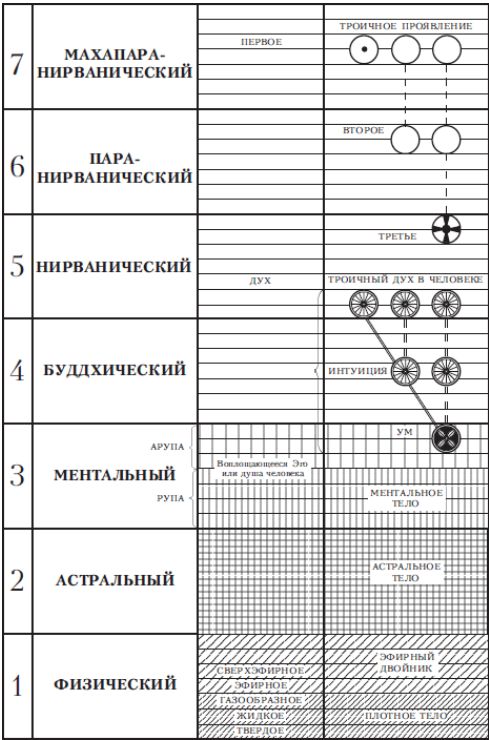 7
МАХАПАРА-
НИРВАНИЧЕСКИЙ
ПЕРВОЕ
ТРОИЧНОЕ ПРОЯВЛЕНИЕ
6
ПАРА-
НИРВАНИЧЕСКИЙ
ВТОРОЕ
5
НИРВАНИЧЕСКИЙ
ТРЕТЬЕ
ДУХ
ТРОИЧНЫЙ ДУХ В ЧЕЛОВЕКЕ
4
БУДДХИЧЕСКИЙ
ИНТУИЦИЯ
3
МЕНТАЛЬНЫЙ
АРУПА
РУПА
Воплощающееся Эго
или душа человека
УМ
МЕНТАЛЬНОЕ
ТЕЛО
2
АСТРАЛЬНЫЙ
АСТРАЛЬНОЕ
ТЕЛО
1
ФИЗИЧЕСКИЙ
СВЕРХЭФИРНОЕ
ЭФИРНОЕ
ГАЗООБРАЗНОЕ
ЖИДКОЕ
ТВЕРДОЕ
ЭФИРНЫЙ
ДВОЙНИК
ПЛОТНОЕ ТЕЛО